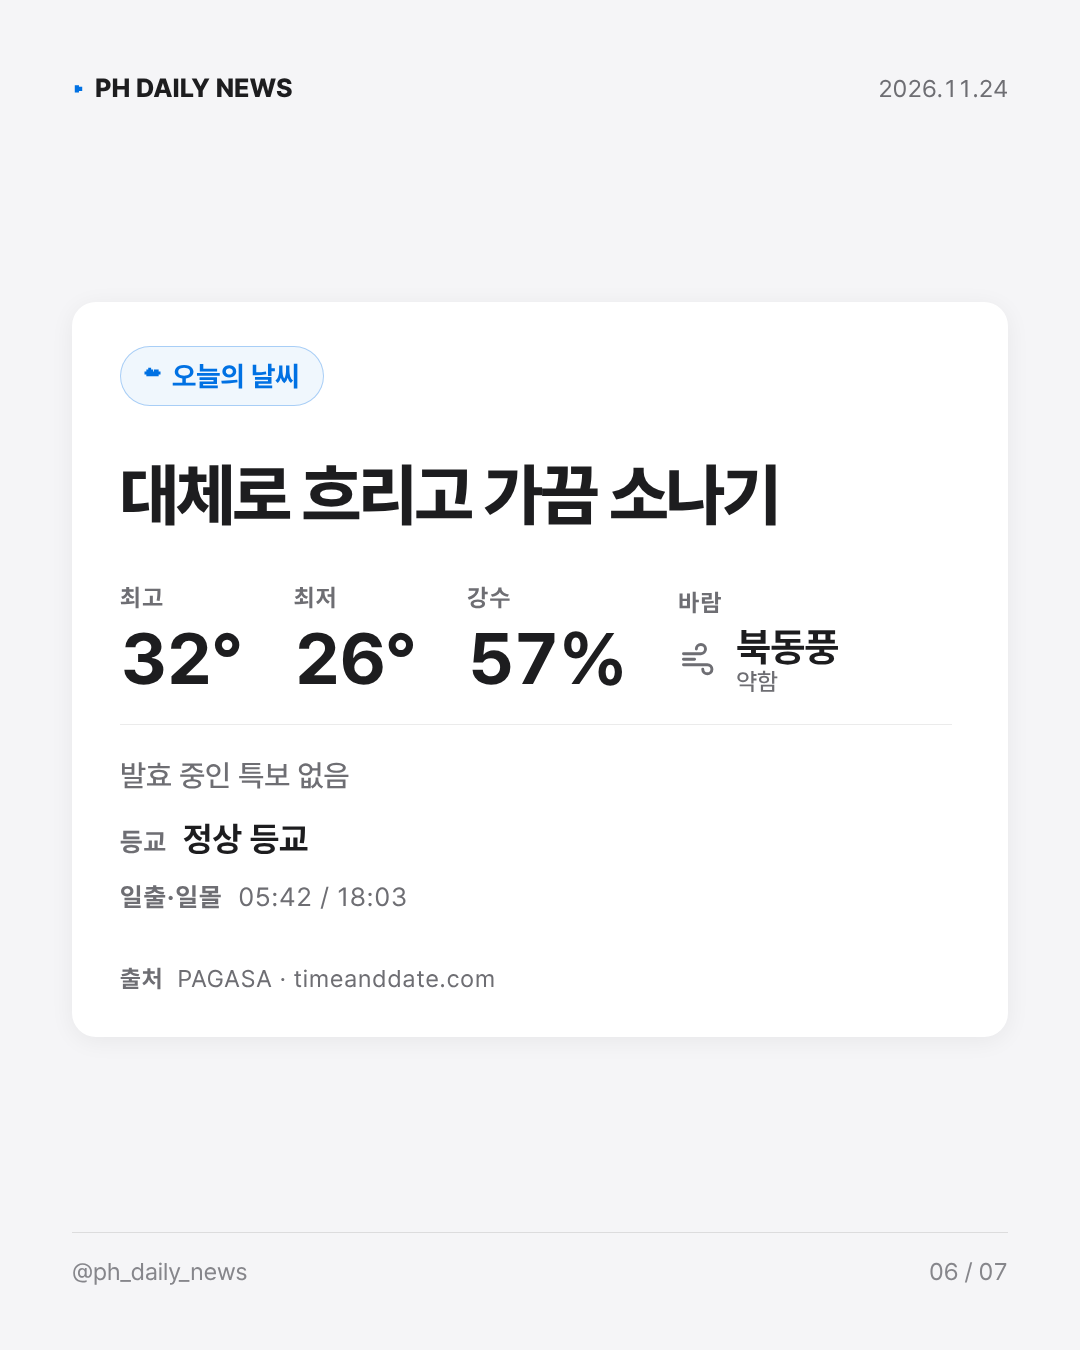 PH DAILY NEWS
2026.11.24
오늘의 날씨
대체로 흐리고 가끔 소나기
최고 최저 강수 바람
32° 26° 57% 북동풍
약함
발효 중인 특보 없음
등교 정상 등교
일출·일몰 05:42 / 18:03
출처 PAGASA · timeanddate.com
@ph_daily_news
06 / 07